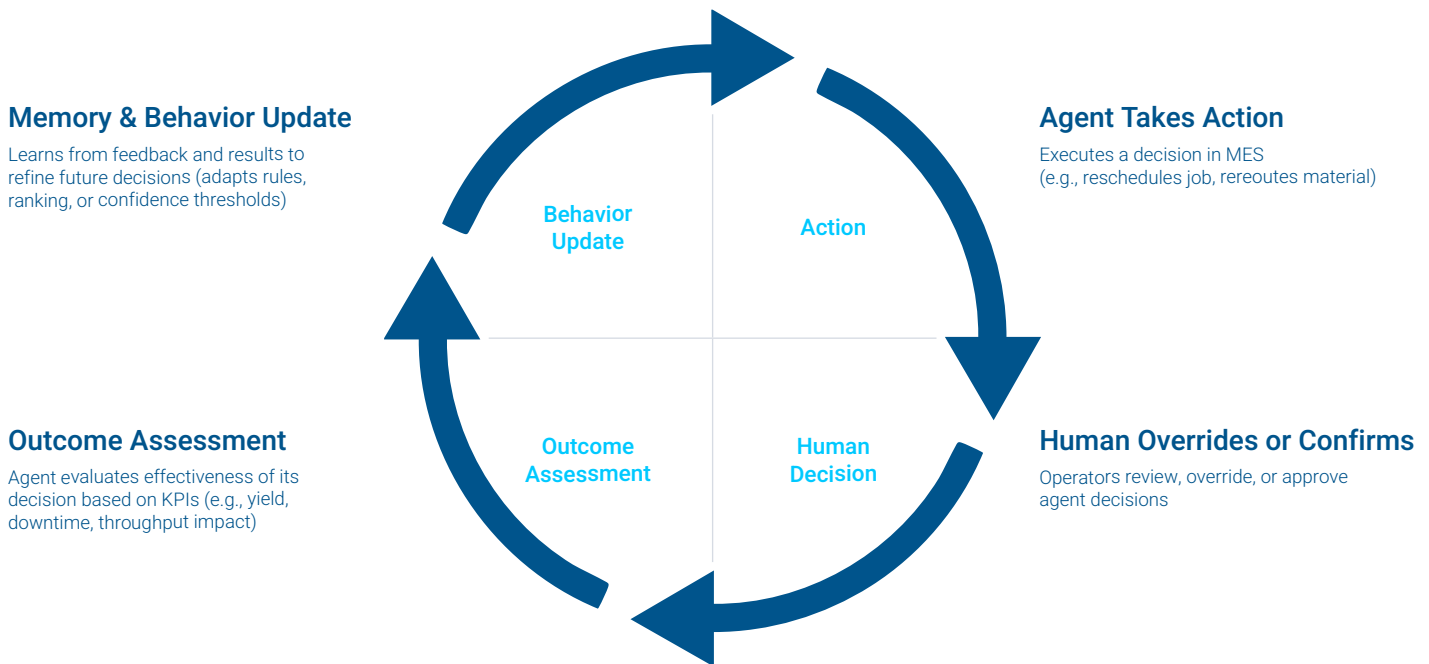 Memory & Behavior Update
Learns from feedback and results to
refine future decisions (adapts rules,
ranking, or confidence thresholds)
Agent Takes Action
Executes a decision in MES
(e.g., reschedules job, rereoutes material)
Behavior
Update
Action
Outcome
Assessment
Human
Decision
Outcome Assessment
Agent evaluates effectiveness of its
decision based on KPIs (e.g., yield,
downtime, throughput impact)
Human Overrides or Confirms
Operators review, override, or approve
agent decisions